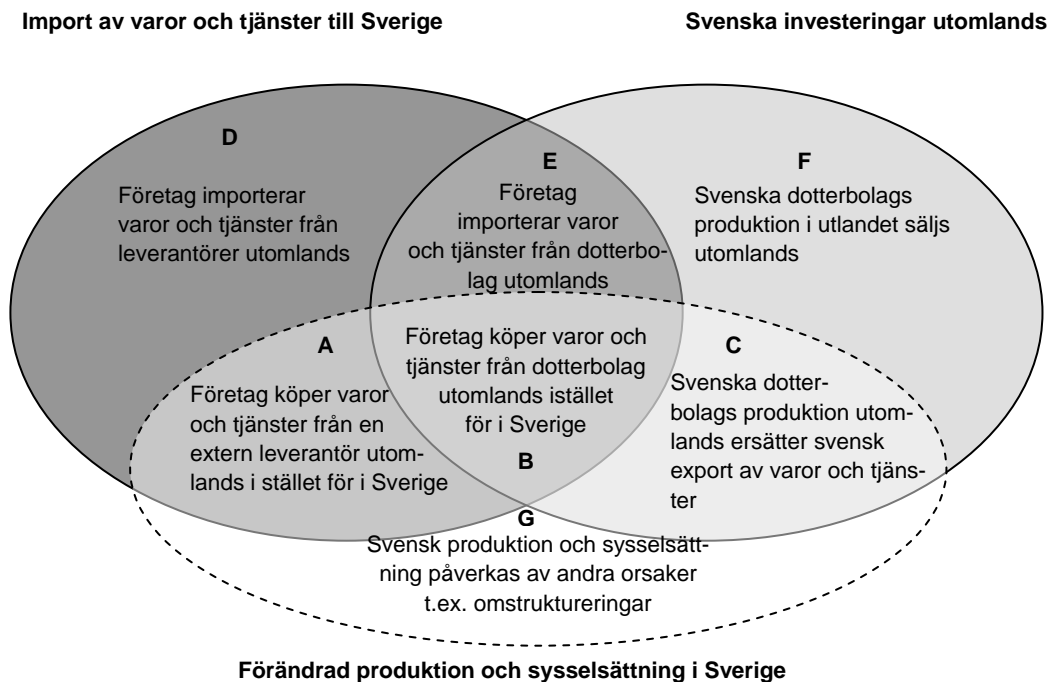 Import av varor och tjänster till Sverige
Svenska investeringar utomlands
D
Företag importerar
varor och tjänster från
leverantörer utomlands
E
Företag
importerar varor
och tjänster från dotterbo-
lag utomlands
F
Svenska dotterbolags
produktion i utlandet säljs
utomlands
A
Företag köper varor
och tjänster från en
extern leverantör utom-
lands i stället för i Sverige
Företag köper varor och
tjänster från dotterbolag
utomlands istället
för i Sverige
B
C
Svenska dotter-
bolags produktion utom-
lands ersätter svensk
export av varor och tjäns-
ter
G
Svensk produktion och sysselsätt-
ning påverkas av andra orsaker
t.ex. omstruktureringar
Förändrad produktion och sysselsättning i Sverige